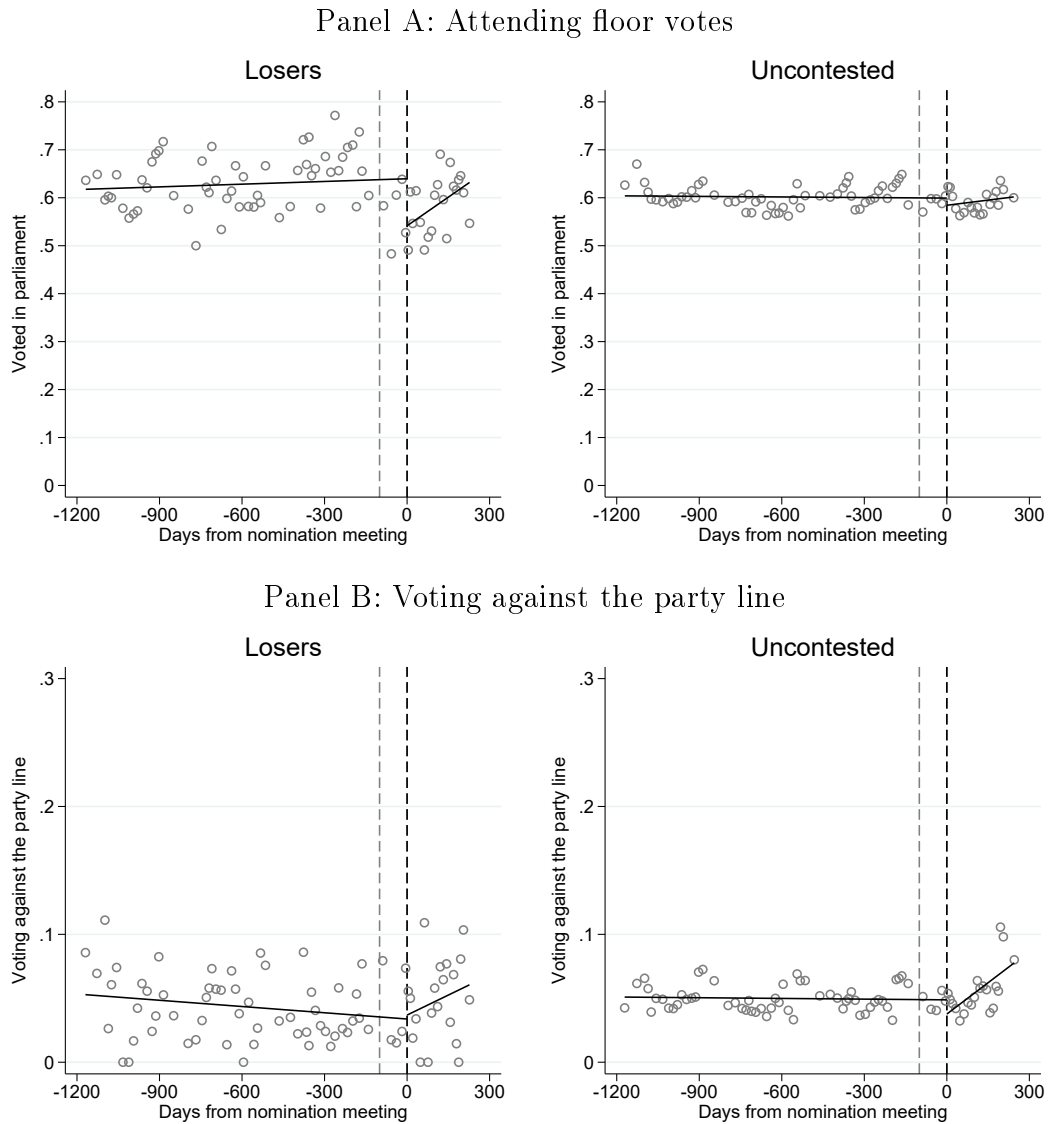 Panel A: Attending floor votes
Losers
Voted in parliament
.8
.7
.6
.5
.4
.3
.2
.1
0
-1200 -900 -600 -300 0 300
Days from nomination meeting
Uncontested
Voted in parliament
.8
.7
.6
.5
.4
.3
.2
.1
0
-1200 -900 -600 -300 0 300
Days from nomination meeting
Panel B: Voting against the party line
Losers
Voting against the party line
.3
.2
.1
0
-1200 -900 -600 -300 0 300
Days from nomination meeting
Uncontested
Voting against the party line
.3
.2
.1
0
-1200 -900 -600 -300 0 300
Days from nomination meeting